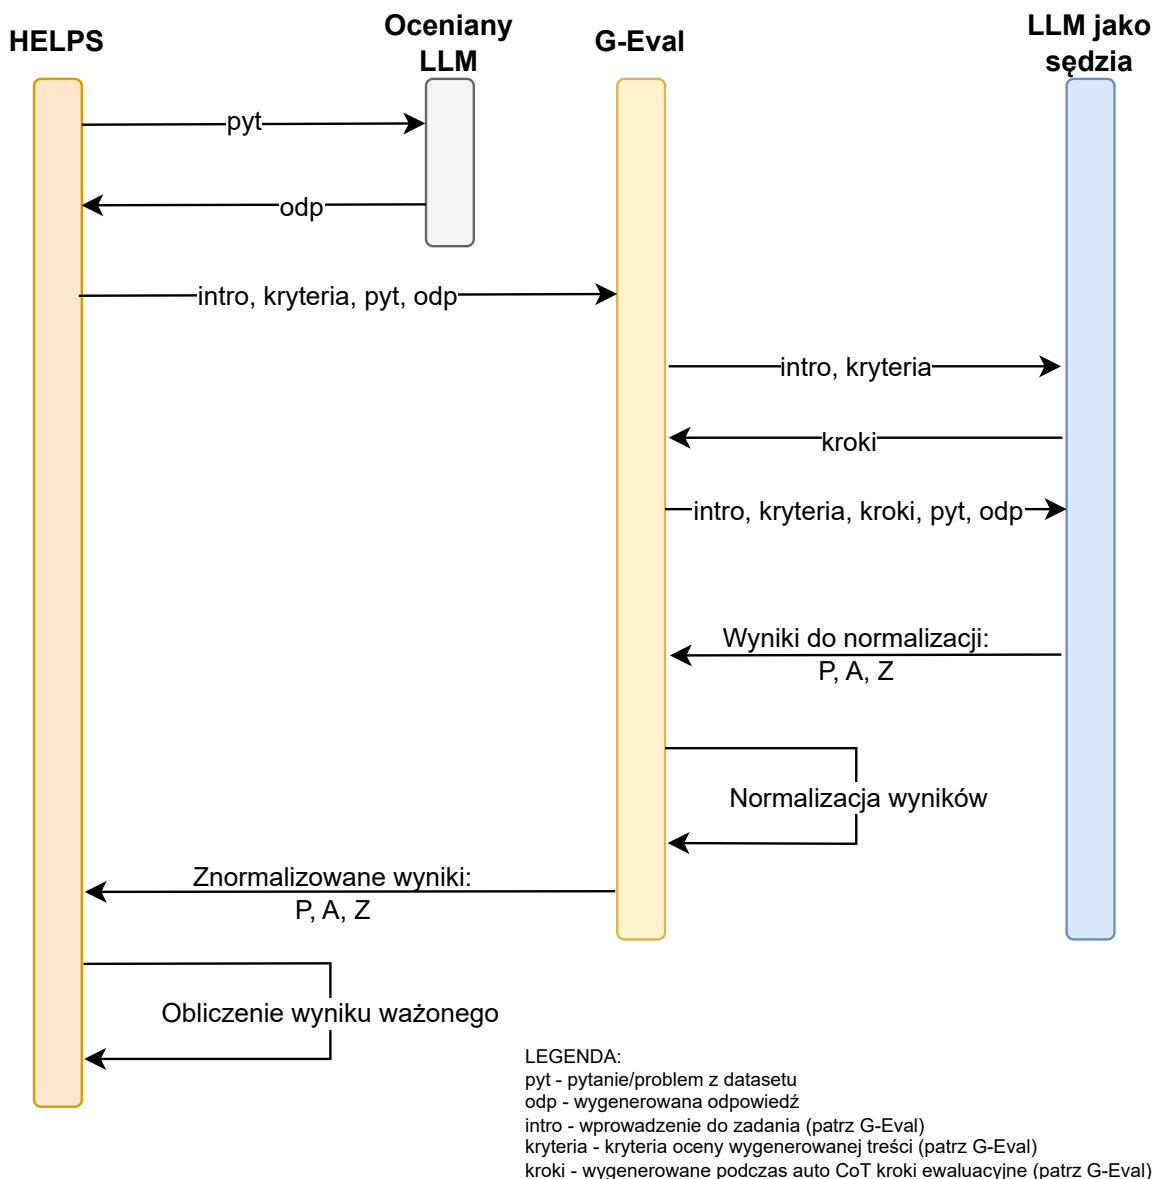 HELPS
Oceniany
LLM
G-Eval
LLM jako
sędzia
pyt
odp
intro, kryteria, pyt, odp
intro, kryteria
kroki
intro, kryteria, kroki, pyt, odp
Wyniki do normalizacji:
P, A, Z
Normalizacja wyników
Znormalizowane wyniki:
P, A, Z
Obliczenie wyniku ważonego
LEGENDA:
pyt - pytanie/problem z datasetu
odp - wygenerowana odpowiedź
intro - wprowadzenie do zadania (patrz G-Eval)
kryteria - kryteria oceny wygenerowanej treści (patrz G-Eval)
kroki - wygenerowane podczas auto CoT kroki ewaluacyjne (patrz G-Eval)